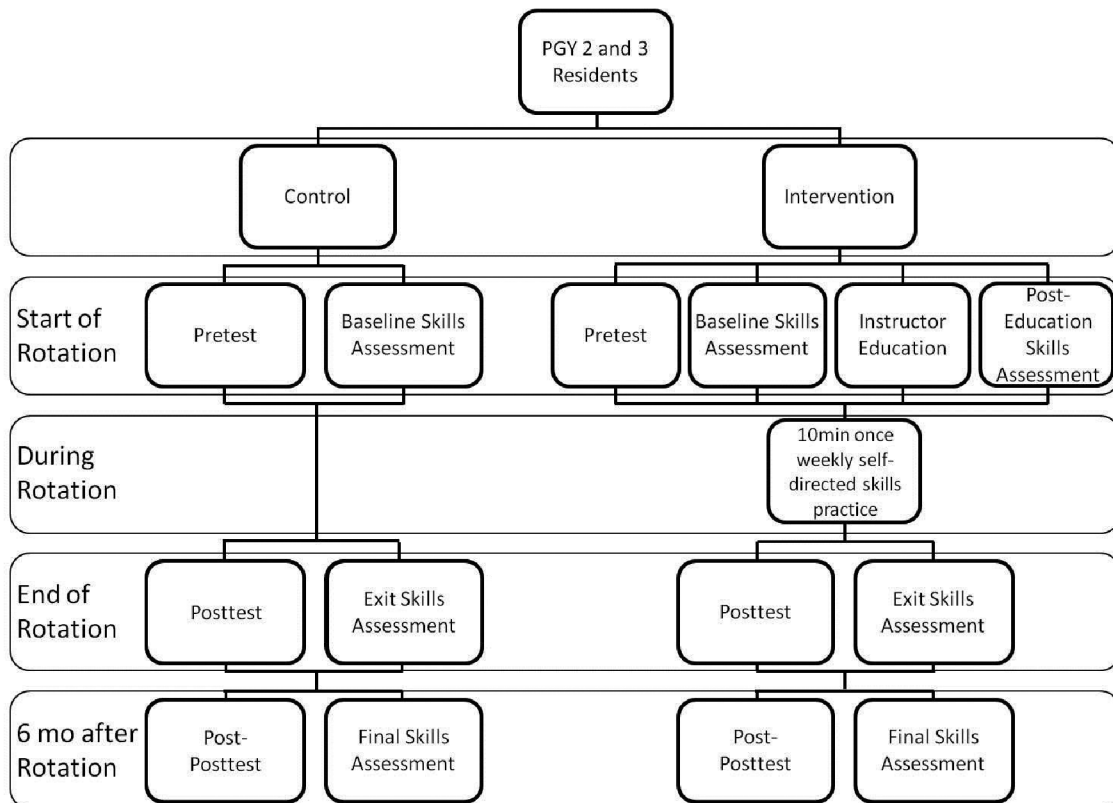 PGY 2 and 3
Residents
Control
Intervention
Start of
Rotation
Pretest
Baseline Skills
Assessment
Pretest
Baseline Skills
Assessment
Instructor
Education
Post-
Education
Skills
Assessment
During
Rotation
10min once
weekly self-
directed skills
practice
End of
Rotation
Posttest
Exit Skills
Assessment
Posttest
Exit Skills
Assessment
6 mo after
Rotation
Post-
Posttest
Final Skills
Assessment
Post-
Posttest
Final Skills
Assessment